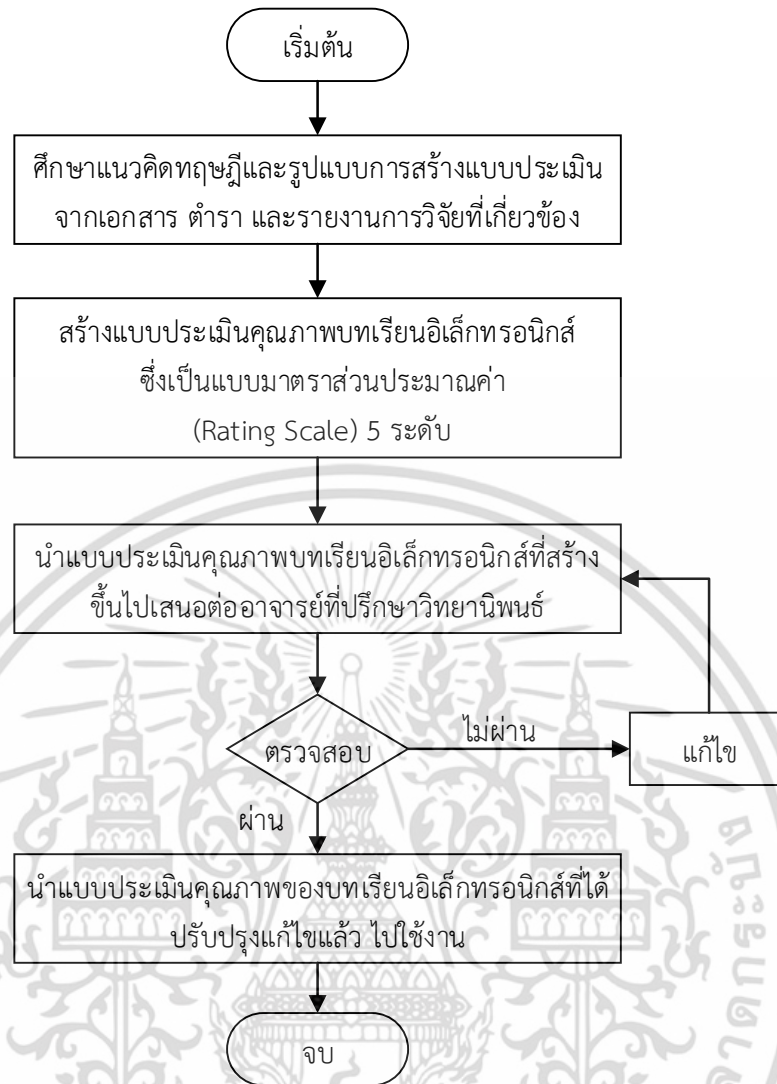 เริ่มต้น
ศึกษาแนวคิดทฤษฎีและรูปแบบการสร้างแบบประเมิน
จากเอกสาร ตำรา และรายงานการวิจัยที่เกี่ยวข้อง
สร้างแบบประเมินคุณภาพบทเรียนอิเล็กทรอนิกส์
ซึ่งเป็นแบบมาตราส่วนประมาณค่า
(Rating Scale) 5 ระดับ
นำแบบประเมินคุณภาพบทเรียนอิเล็กทรอนิกส์ที่สร้าง
ขึ้นไปเสนอต่ออาจารย์ที่ปรึกษาวิทยานิพนธ์
ตรวจสอบ
ไม่ผ่าน
แก้ไข
ผ่าน
นำแบบประเมินคุณภาพของบทเรียนอิเล็กทรอนิกส์ที่ได้
ปรับปรุงแก้ไขแล้ว ไปใช้งาน
จบ